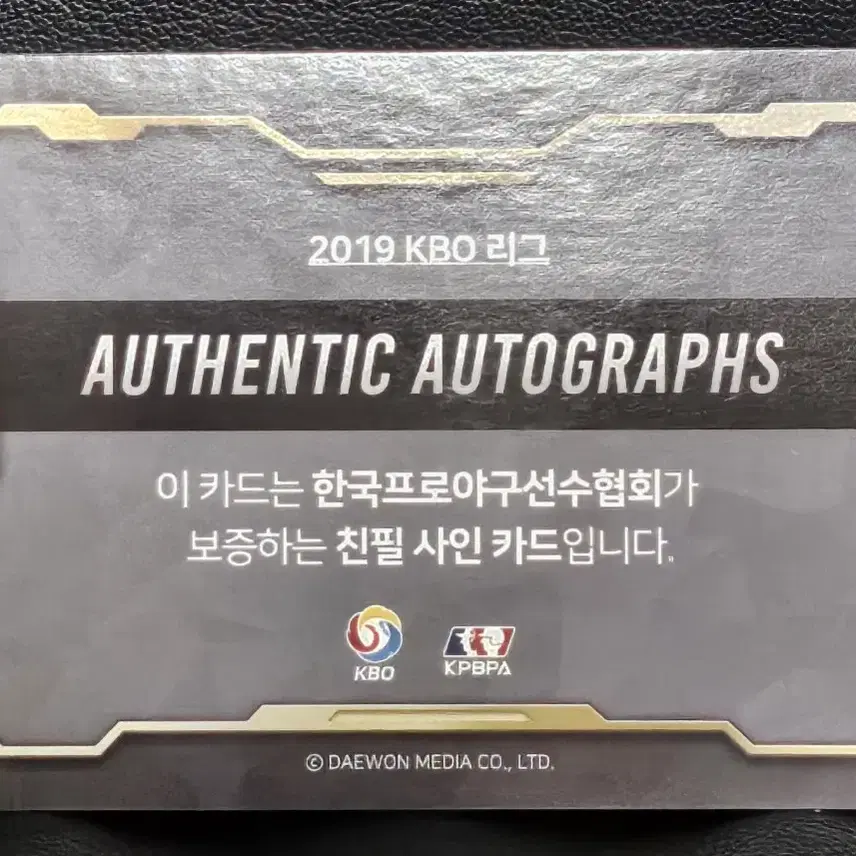 2019 KBO 리그
AUTHENTIC AUTOGRAPHS
이 카드는 한국프로야구선수협회가
보증하는 친필 사인 카드입니다.
KBO KPBPA
© DAEWON MEDIA CO., LTD.